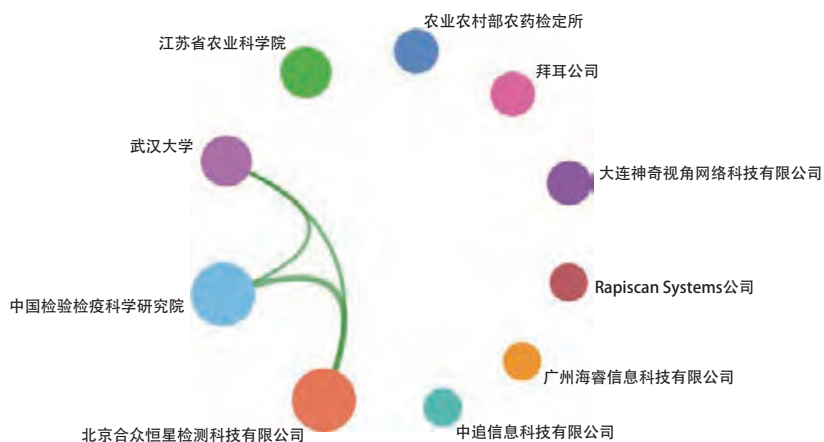 农业农村部农药检定所
江苏省农业科学院
拜耳公司
武汉大学
大连神奇视角网络科技有限公司
Rapiscan Systems公司
中国检验检疫科学研究院
广州海睿信息科技有限公司
中追信息科技有限公司
北京合众恒星检测科技有限公司